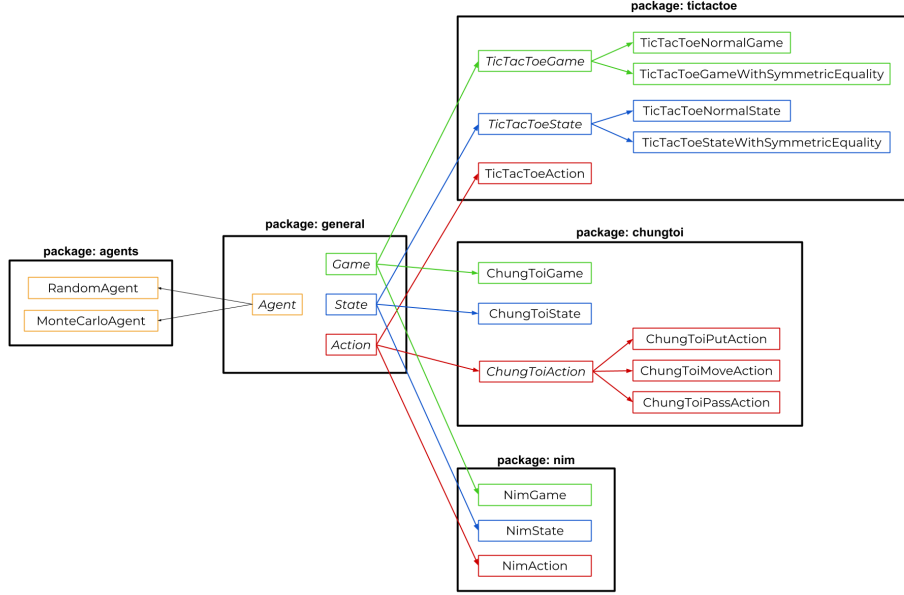 package: tictactoe
TicTacToeGame
TicTacToeNormalGame
TicTacToeGameWithSymmetricEquality
TicTacToeState
TicTacToeNormalState
TicTacToeStateWithSymmetricEquality
TicTacToeAction
package: general
Game
Agent
State
Action
package: agents
RandomAgent
MonteCarloAgent
package: chungtoi
ChungToiGame
ChungToiState
ChungToiAction
ChungToiPutAction
ChungToiMoveAction
ChungToiPassAction
package: nim
NimGame
NimState
NimAction